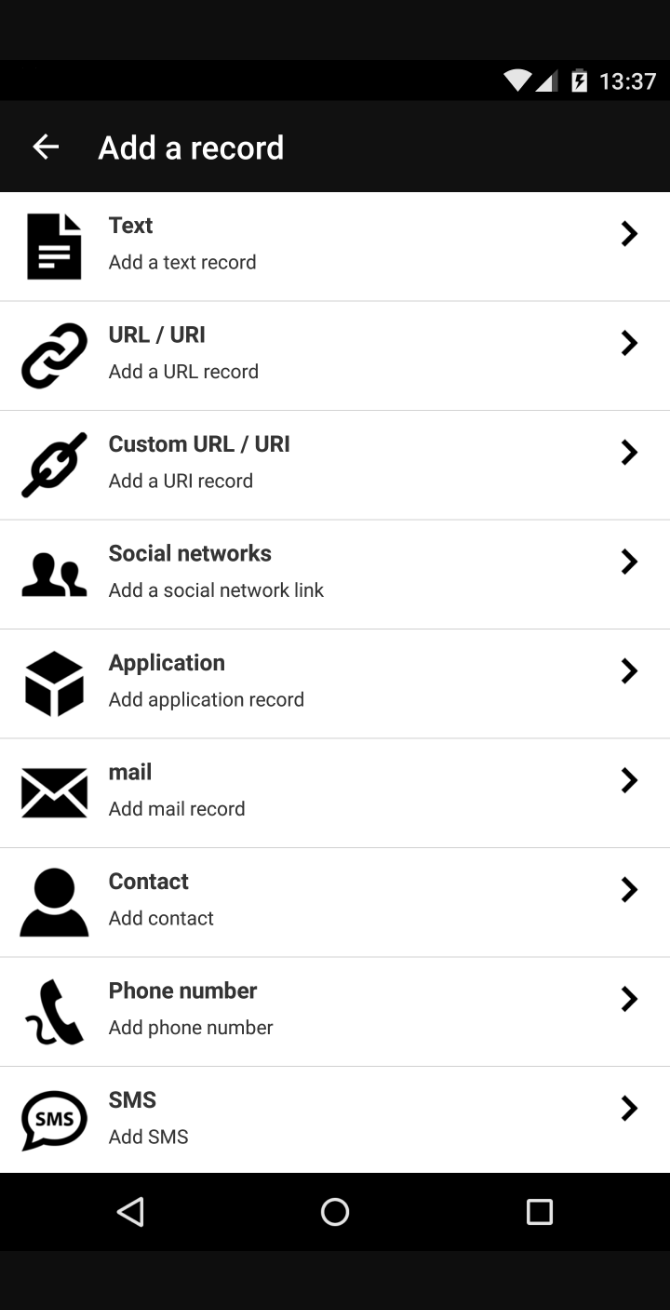 13:37
Add a record
Text
Add a text record
URL / URI
Add a URL record
Custom URL / URI
Add a URI record
Social networks
Add a social network link
Application
Add application record
mail
Add mail record
Contact
Add contact
Phone number
Add phone number
SMS
SMS
Add SMS